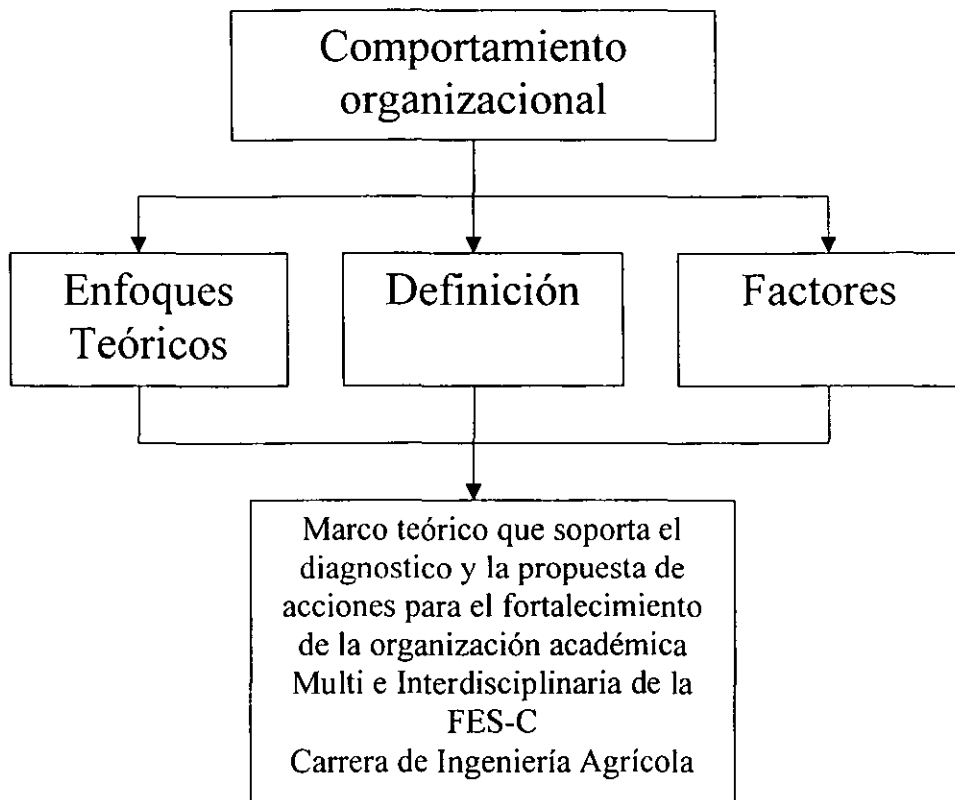 Comportamiento
organizacional
Enfoques
Teóricos
Definición
Factores
Marco teórico que soporta el
diagnostico y la propuesta de
acciones para el fortalecimiento
de la organización académica
Multi e Interdisciplinaria de la
FES-C
Carrera de Ingeniería Agrícola